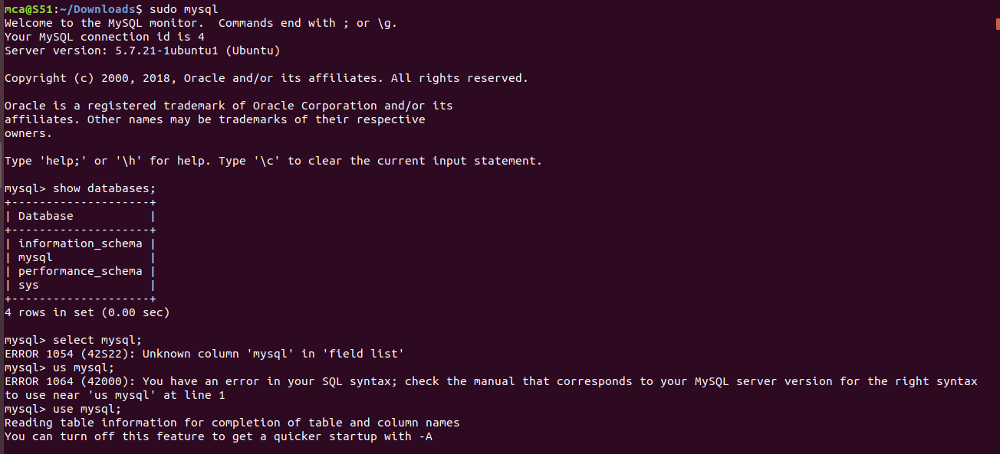 mca@S51:~/Downloads$ sudo mysql
Welcome to the MySQL monitor.  Commands end with ; or \g.
Your MySQL connection id is 4
Server version: 5.7.21-1ubuntu1 (Ubuntu)
Copyright (c) 2000, 2018, Oracle and/or its affiliates. All rights reserved.
Oracle is a registered trademark of Oracle Corporation and/or its
affiliates. Other names may be trademarks of their respective
owners.
Type 'help;' or '\h' for help. Type '\c' to clear the current input statement.
mysql> show databases;
+--------------------+
| Database           |
+--------------------+
| information_schema |
| mysql              |
| performance_schema |
| sys                |
+--------------------+
4 rows in set (0.00 sec)
mysql> select mysql;
ERROR 1054 (42S22): Unknown column 'mysql' in 'field list'
mysql> us mysql;
ERROR 1064 (42000): You have an error in your SQL syntax; check the manual that corresponds to your MySQL server version for the right syntax
to use near 'us mysql' at line 1
mysql> use mysql;
Reading table information for completion of table and column names
You can turn off this feature to get a quicker startup with -A